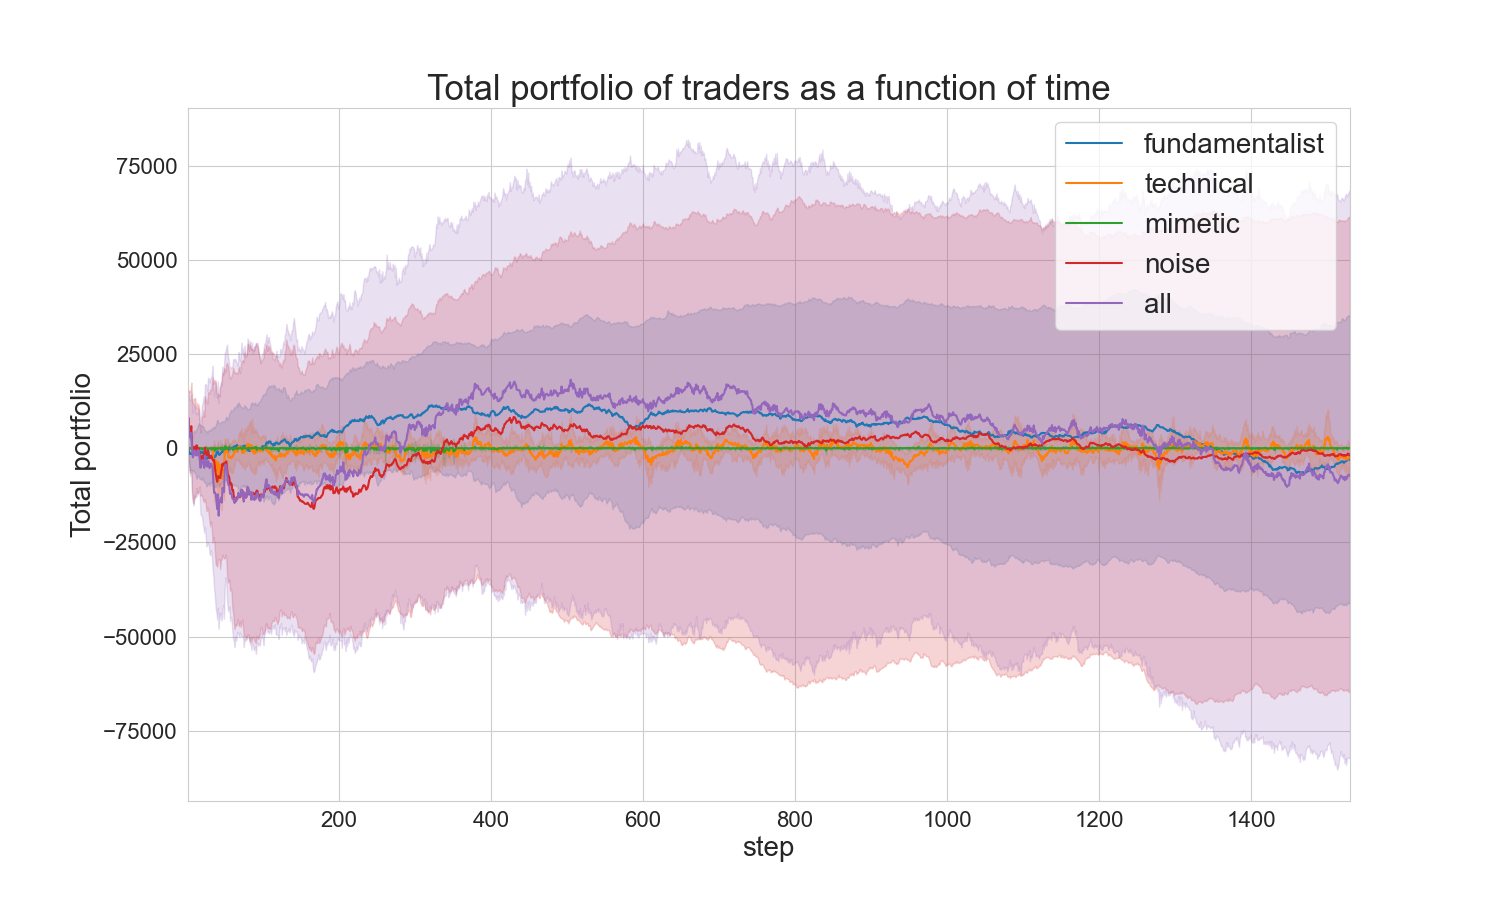 Total portfolio of traders as a function of time
fundamentalist
technical
mimetic
noise
all
Total portfolio
75000
50000
25000
0
−25000
−50000
−75000
200 400 600 800 1000 1200 1400
step